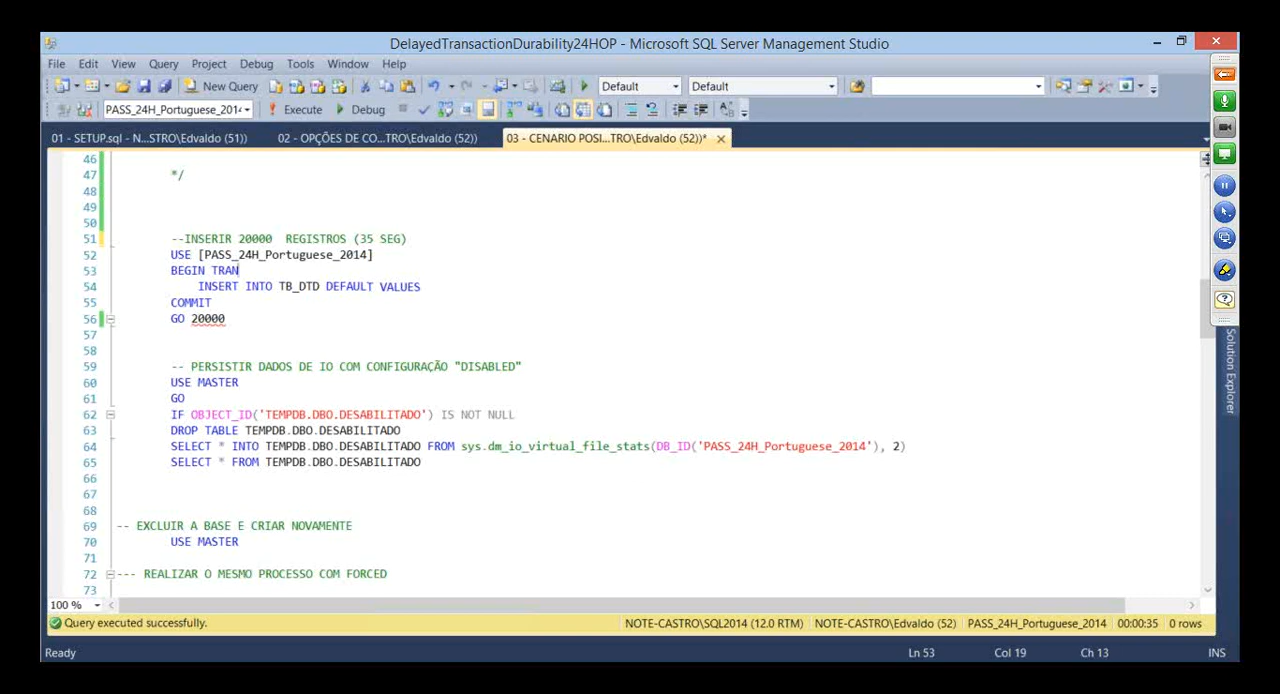 DelayedTransactionDurability24HOP - Microsoft SQL Server Management Studio
File Edit View Query Project Debug Tools Window Help
New Query Default Default
PASS_24H_Portuguese_2014 Execute Debug
01 - SETUP.sql - N...STRO\Edvaldo (51)) 02 - OPÇÕES DE CO...TRO\Edvaldo (52)) 03 - CENARIO POSI...TRO\Edvaldo (52))*
46
47 */
48
49
50
51 --INSERIR 20000 REGISTROS (35 SEG)
52 USE [PASS_24H_Portuguese_2014]
53 BEGIN TRAN
54 INSERT INTO TB_DTD DEFAULT VALUES
55 COMMIT
56 GO 20000
57
58
59 -- PERSISTIR DADOS DE IO COM CONFIGURAÇÃO "DISABLED"
60 USE MASTER
61 GO
62 IF OBJECT_ID('TEMPDB.DBO.DESABILITADO') IS NOT NULL
63 DROP TABLE TEMPDB.DBO.DESABILITADO
64 SELECT * INTO TEMPDB.DBO.DESABILITADO FROM sys.dm_io_virtual_file_stats(DB_ID('PASS_24H_Portuguese_2014'), 2)
65 SELECT * FROM TEMPDB.DBO.DESABILITADO
66
67
68
69 -- EXCLUIR A BASE E CRIAR NOVAMENTE
70 USE MASTER
71
72 --- REALIZAR O MESMO PROCESSO COM FORCED
73
100 %
Query executed successfully. NOTE-CASTRO\SQL2014 (12.0 RTM) NOTE-CASTRO\Edvaldo (52) PASS_24H_Portuguese_2014 00:00:35 0 rows
Ready Ln 53 Col 19 Ch 13 INS
Solution Explorer